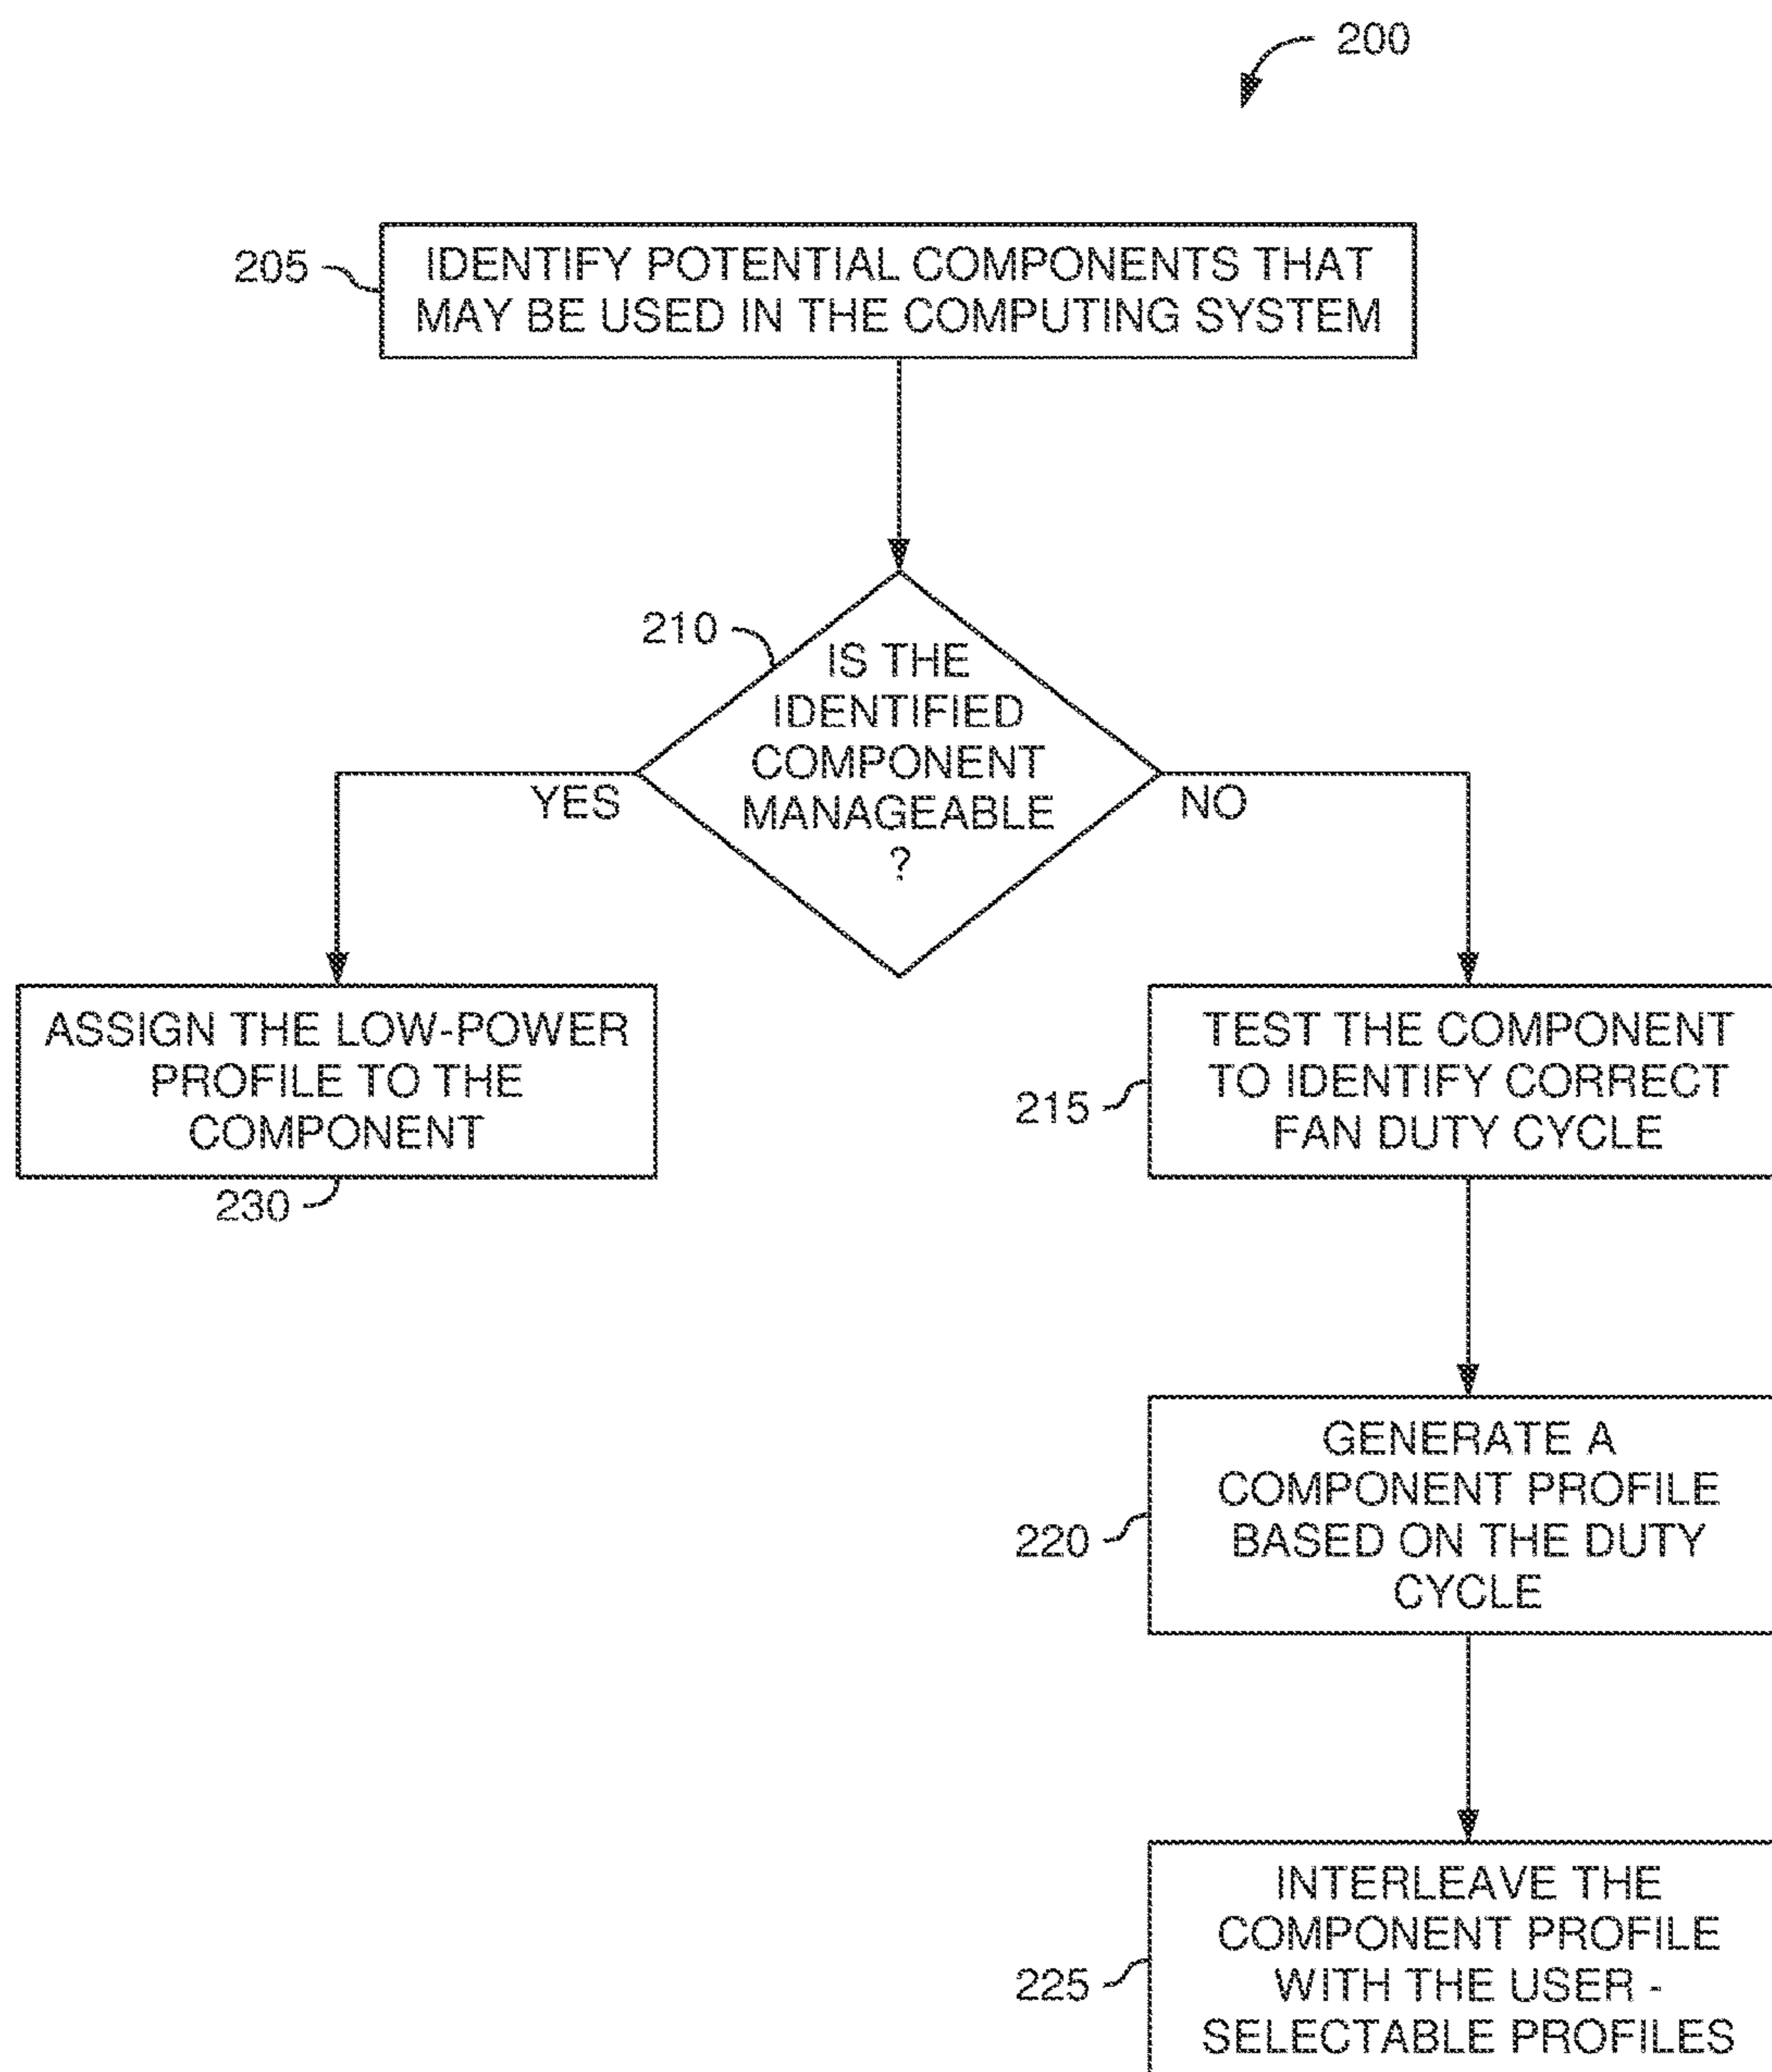 200
205
IDENTIFY POTENTIAL COMPONENTS THAT
MAY BE USED IN THE COMPUTING SYSTEM
210
IS THE
IDENTIFIED
COMPONENT
MANAGEABLE
?
YES
NO
ASSIGN THE LOW-POWER
PROFILE TO THE
COMPONENT
230
215
TEST THE COMPONENT
TO IDENTIFY CORRECT
FAN DUTY CYCLE
220
GENERATE A
COMPONENT PROFILE
BASED ON THE DUTY
CYCLE
225
INTERLEAVE THE
COMPONENT PROFILE
WITH THE USER -
SELECTABLE PROFILES